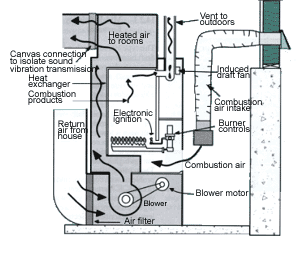 Vent to
outdoors
Heated air
to rooms
Canvas connection
to isolate sound
vibration transmission
Heat
exchanger
Combustion
products
Induced
draft fan
Combustion
air intake
Electronic
ignition
Burner
controls
Return
air from
house
Combustion air
Blower motor
Blower
Air filter